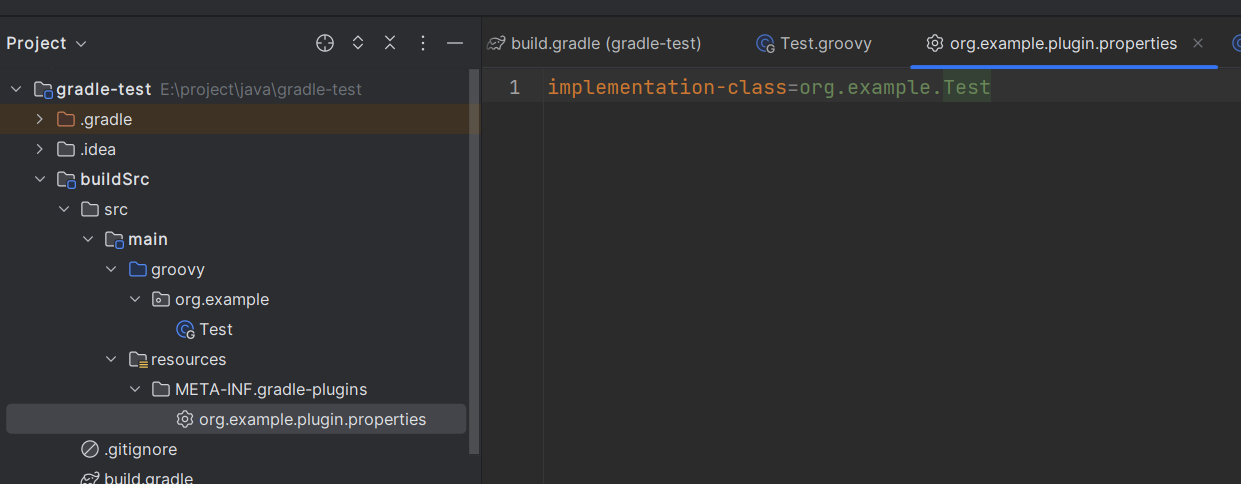 Project
gradle-test E:\project\java\gradle-test
.gradle
.idea
buildSrc
src
main
groovy
org.example
Test
resources
META-INF.gradle-plugins
org.example.plugin.properties
.gitignore
build.gradle
build.gradle (gradle-test) Test.groovy org.example.plugin.properties
1 implementation-class=org.example.Test